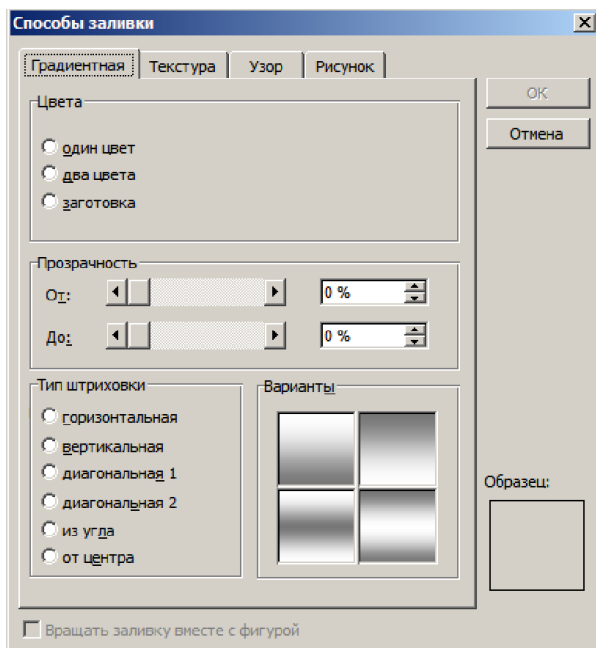 Способы заливки
Градиентная Текстура Узор Рисунок
ОК
Отмена
Цвета
один цвет
два цвета
заготовка
Прозрачность
От: 0 %
До: 0 %
Тип штриховки
горизонтальная
вертикальная
диагональная 1
диагональная 2
из угла
от центра
Варианты
Образец:
Вращать заливку вместе с фигурой